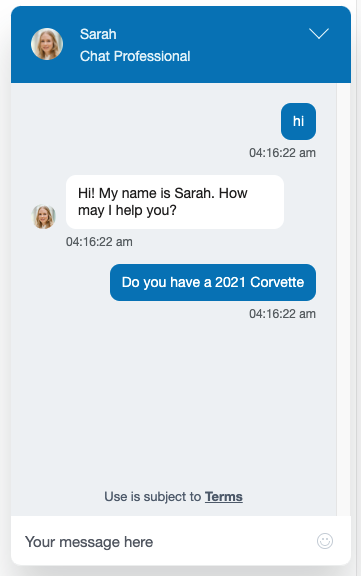 Sarah
Chat Professional
hi
04:16:22 am
Hi! My name is Sarah. How
may I help you?
04:16:22 am
Do you have a 2021 Corvette
04:16:22 am
Use is subject to Terms
Your message here